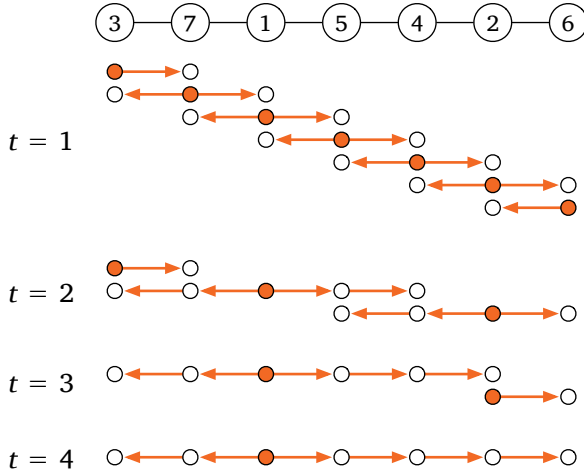 3 7 1 5 4 2 6
t = 1
t = 2
t = 3
t = 4